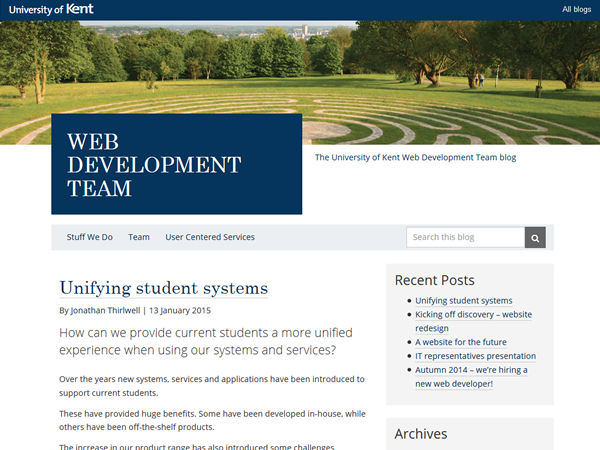 University of Kent
All blogs
WEB
DEVELOPMENT
TEAM
The University of Kent Web Development Team blog
Stuff We Do
Team
User Centered Services
Search this blog
Unifying student systems
By Jonathan Thirlwell | 13 January 2015
How can we provide current students a more unified
experience when using our systems and services?
Over the years new systems, services and applications have been introduced to
support current students.
These have provided huge benefits. Some have been developed in-house, while
others have been off-the-shelf products.
The increase in our product range has also introduced some challenges
Recent Posts
Unifying student systems
Kicking off discovery – website
redesign
A website for the future
IT representatives presentation
Autumn 2014 – we're hiring a
new web developer!
Archives